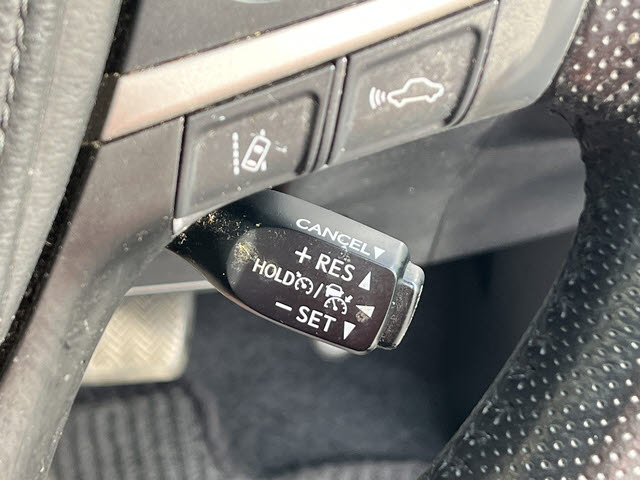 CANCEL
+ RES
HOLD /
- SET